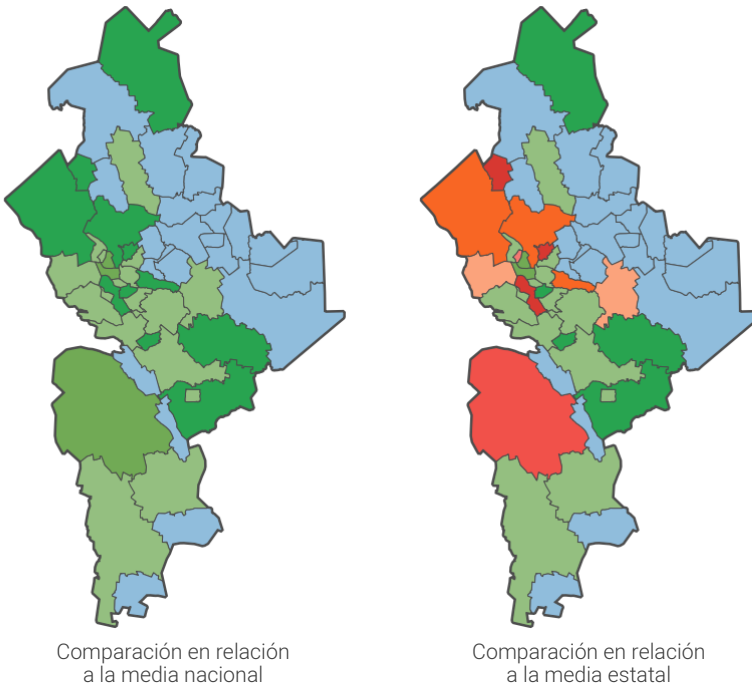 Comparación en relación
a la media nacional
Comparación en relación
a la media estatal